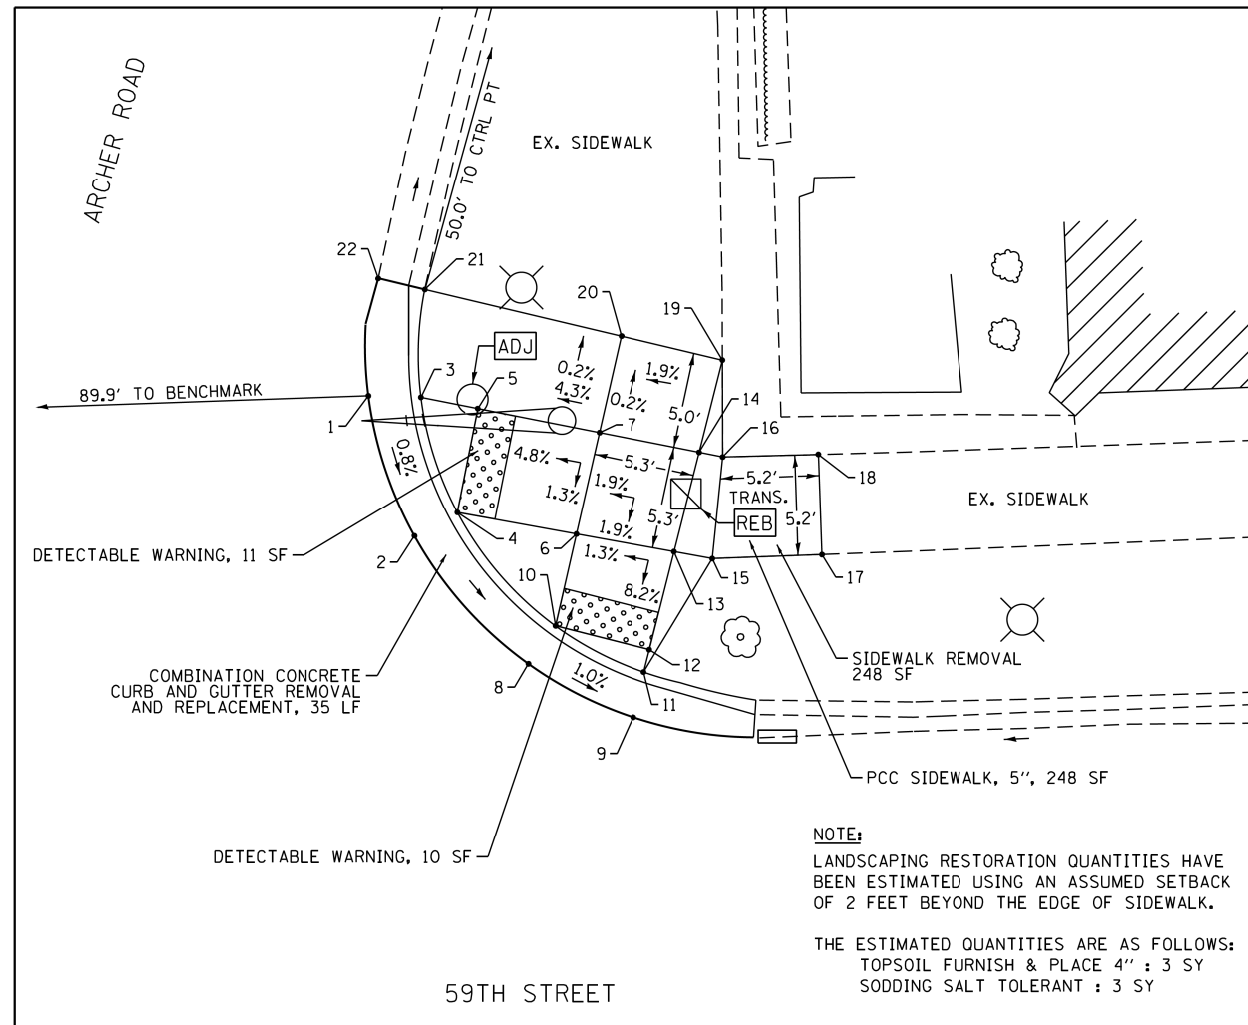 ARCHER ROAD
50.0' TO CTRL PT
EX. SIDEWALK
22
21
20
19
ADJ
3
5
0.2%
4.3%
1.9%
0.2%
5.0'
14
89.9' TO BENCHMARK
1
7
16
18
0.8%
4.8%
5.3'
5.2'
EX. SIDEWALK
1.3%
1.9%
TRANS.
REB
5.2'
1.9%
5.3'
DETECTABLE WARNING, 11 SF
2
4
6
1.3%
15
17
10
8.2%
13
COMBINATION CONCRETE
CURB AND GUTTER REMOVAL
AND REPLACEMENT, 35 LF
12
SIDEWALK REMOVAL
248 SF
8
1.0%
11
9
PCC SIDEWALK, 5", 248 SF
DETECTABLE WARNING, 10 SF
NOTE:
LANDSCAPING RESTORATION QUANTITIES HAVE
BEEN ESTIMATED USING AN ASSUMED SETBACK
OF 2 FEET BEYOND THE EDGE OF SIDEWALK.
THE ESTIMATED QUANTITIES ARE AS FOLLOWS:
TOPSOIL FURNISH & PLACE 4" : 3 SY
SODDING SALT TOLERANT : 3 SY
59TH STREET